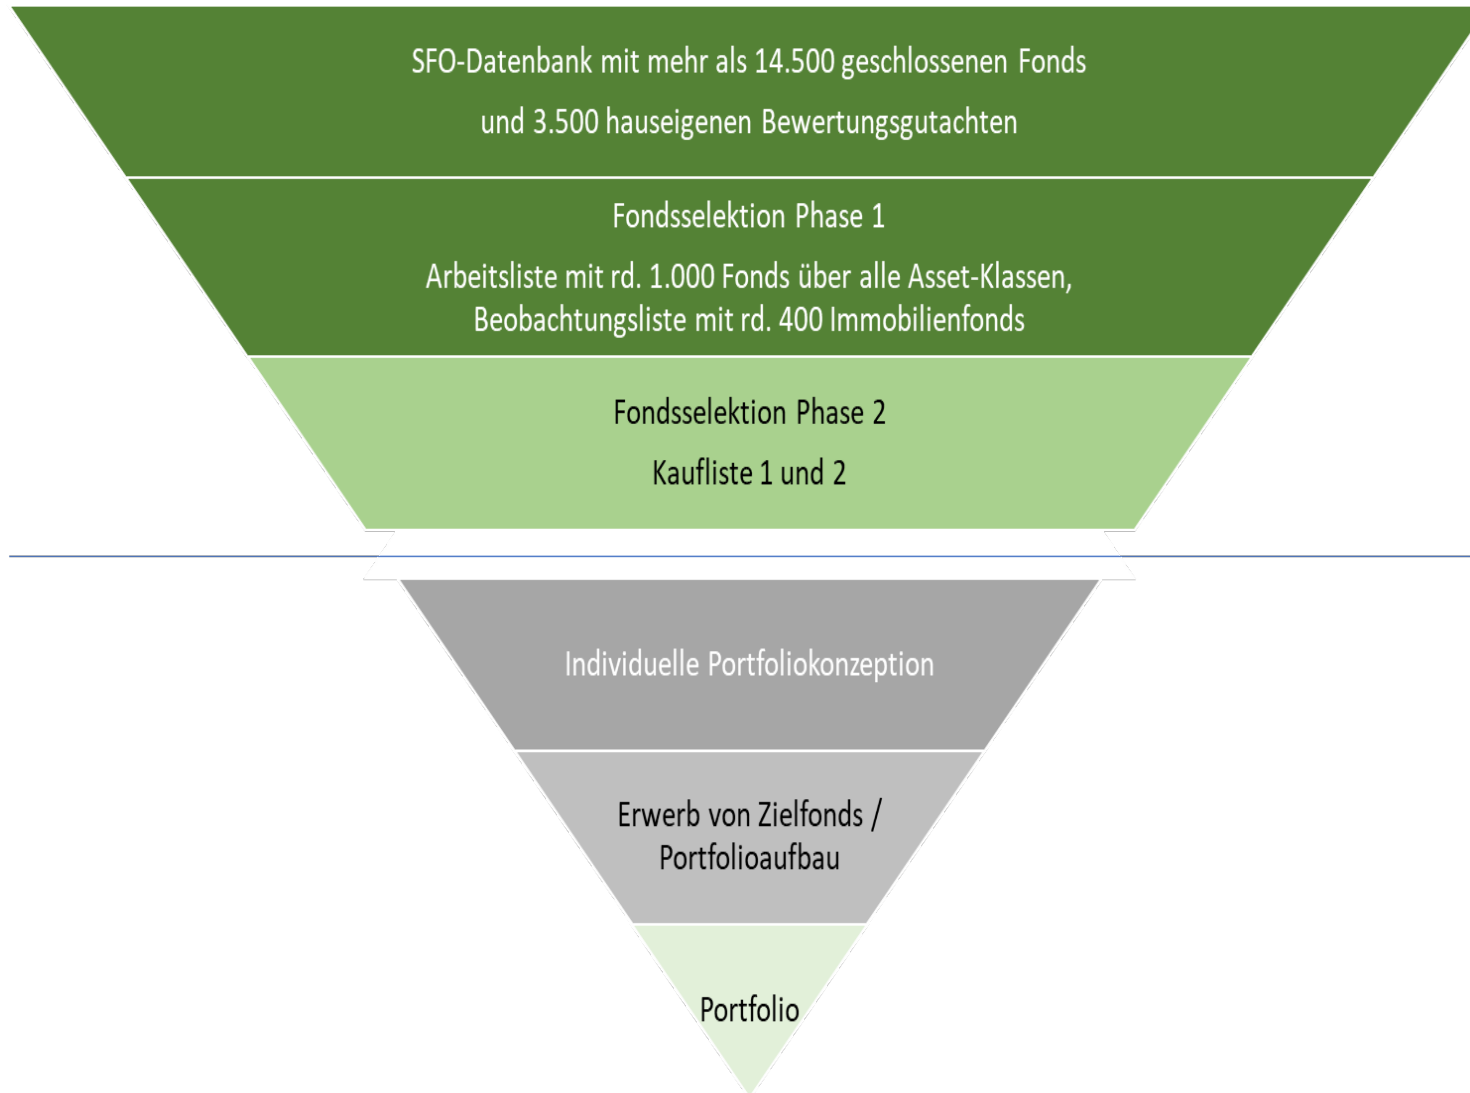 SFO-Datenbank mit mehr als 14.500 geschlossenen Fonds
und 3.500 hauseigenen Bewertungsgutachten
Fondsselektion Phase 1
Arbeitsliste mit rd. 1.000 Fonds über alle Asset-Klassen,
Beobachtungsliste mit rd. 400 Immobilienfonds
Fondsselektion Phase 2
Kaufliste 1 und 2
Individuelle Portfoliokonzeption
Erwerb von Zielfonds /
Portfolioaufbau
Portfolio